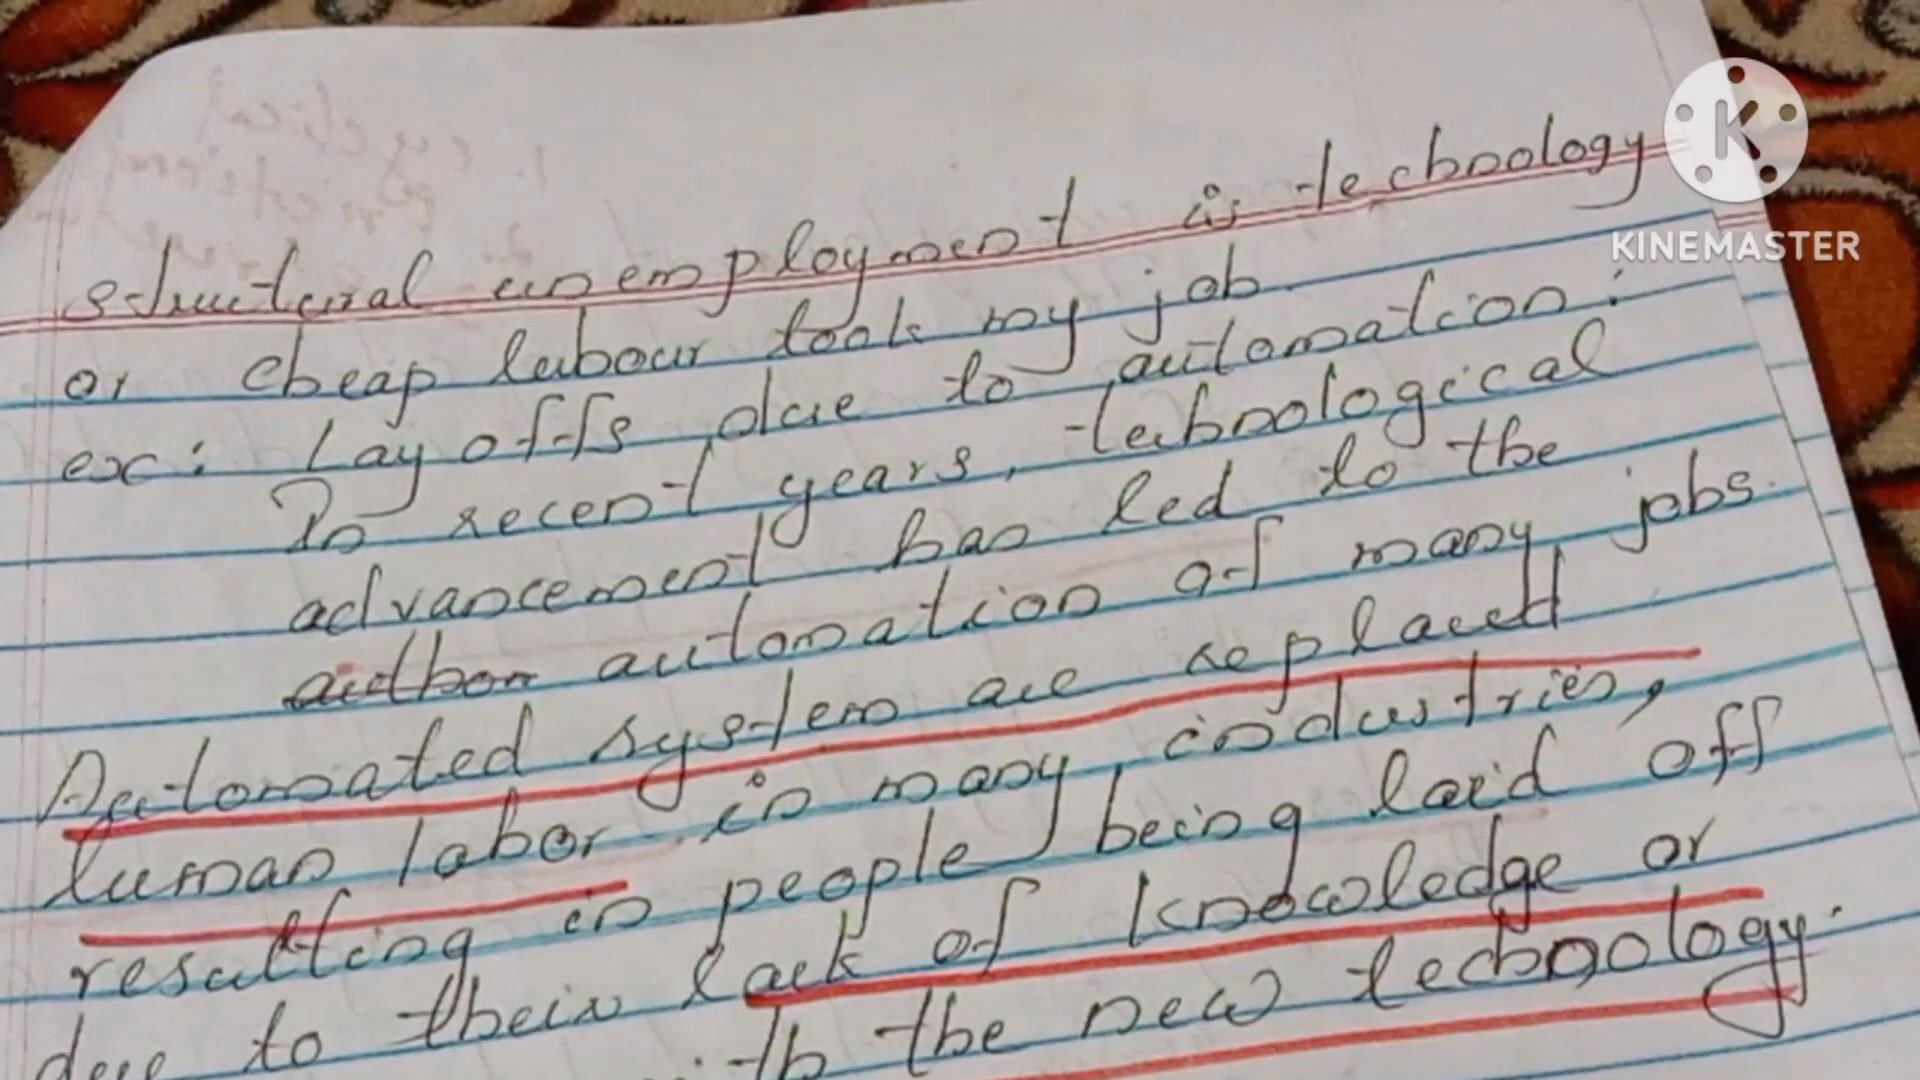 structural unemployment is technology
or cheap labour took my job.
ex: Lay offs due to automation:
In recent years, technological
advancement has led to the
automation of many jobs.
Automated system are replaced
human labor in many industries,
resulting in people being laid off
due to their lack of knowledge or
the new technology.
KINEMASTER